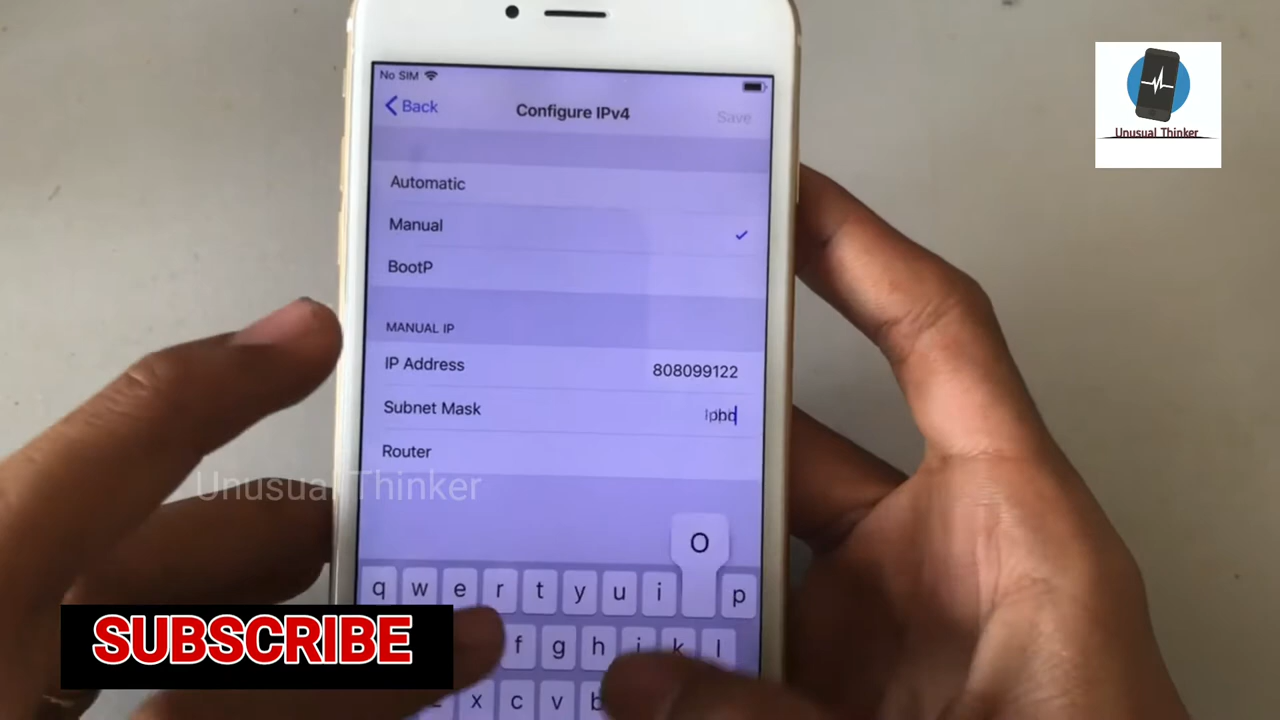 No SIM
Back
Configure IPv4
Save
Automatic
Manual
BootP
MANUAL IP
IP Address
808099122
Subnet Mask
Router
Unusual Thinker
O
q w e r t y u i p
f g h j k l
x c v b
SUBSCRIBE
Unusual Thinker